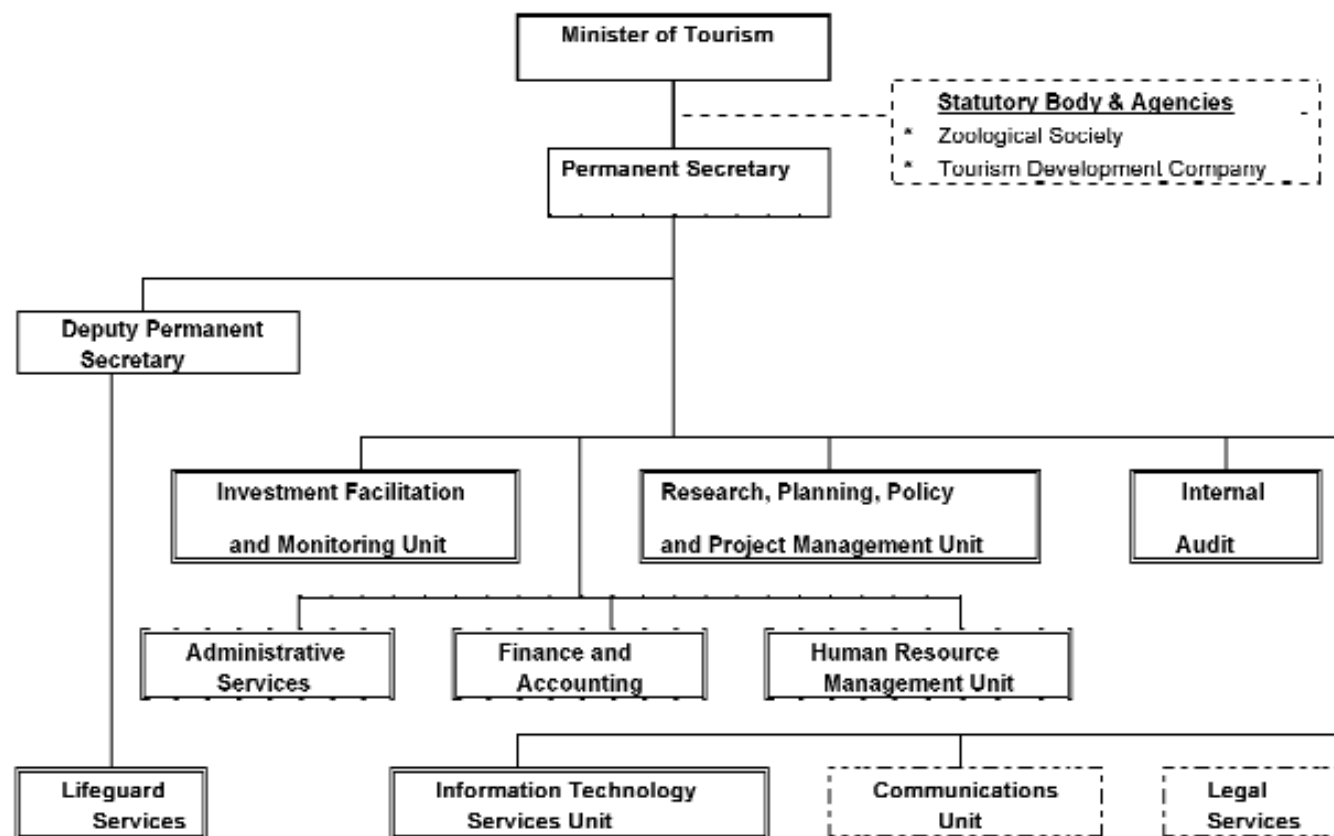 Minister of Tourism
Statutory Body & Agencies
* Zoological Society
* Tourism Development Company
Permanent Secretary
Deputy Permanent
Secretary
Investment Facilitation
and Monitoring Unit
Research, Planning, Policy
and Project Management Unit
Internal
Audit
Administrative
Services
Finance and
Accounting
Human Resource
Management Unit
Lifeguard
Services
Information Technology
Services Unit
Communications
Unit
Legal
Services